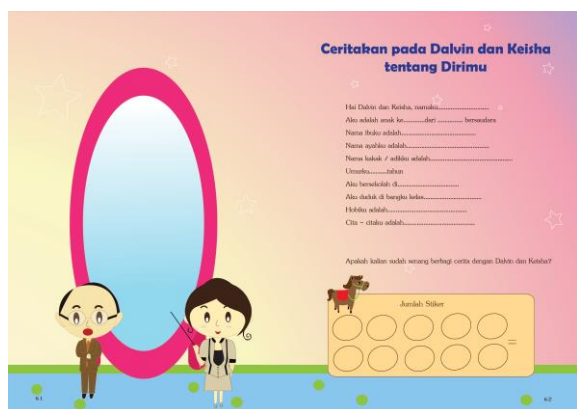 Ceritakan pada Dalvin dan Keisha
tentang Dirimu
Hai Dalvin dan Keisha, namaku............................
Aku adalah anak ke............dari .............. bersaudara
Nama ibuku adalah........................................
Nama ayahku adalah.............................................
Nama kakak / adikku adalah.............................................
Umurku..........tahun
Aku bersekolah di.................................
Aku duduk di bangku kelas...............................
Hobiku adalah...........................................
Cita – citaku adalah.......................................
Apakah kalian sudah senang berbagi cerita dengan Dalvin dan Keisha?
Jumlah Stiker
=
61
62